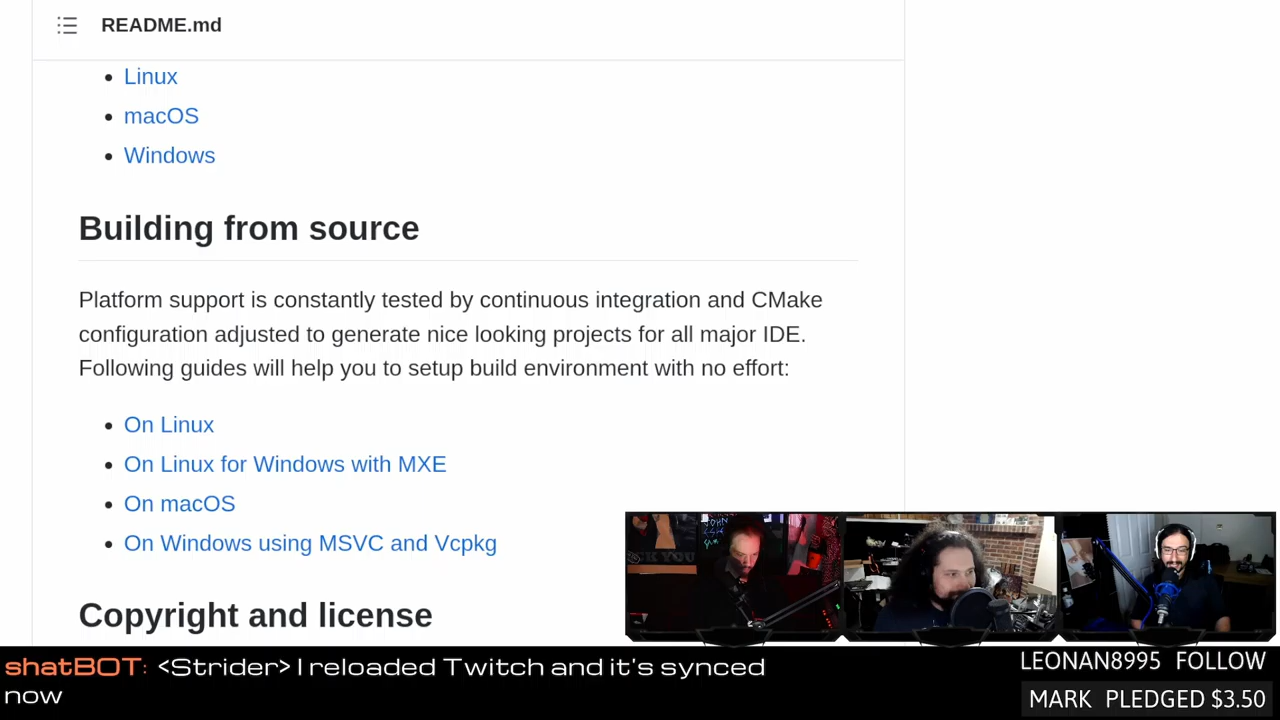 README.md
Linux
macOS
Windows
Building from source
Platform support is constantly tested by continuous integration and CMake
configuration adjusted to generate nice looking projects for all major IDE.
Following guides will help you to setup build environment with no effort:
On Linux
On Linux for Windows with MXE
On macOS
On Windows using MSVC and Vcpkg
Copyright and license
shatBOT: <Strider> I reloaded Twitch and it's synced
now
LEONAN8995 FOLLOW
MARK PLEDGED $3.50